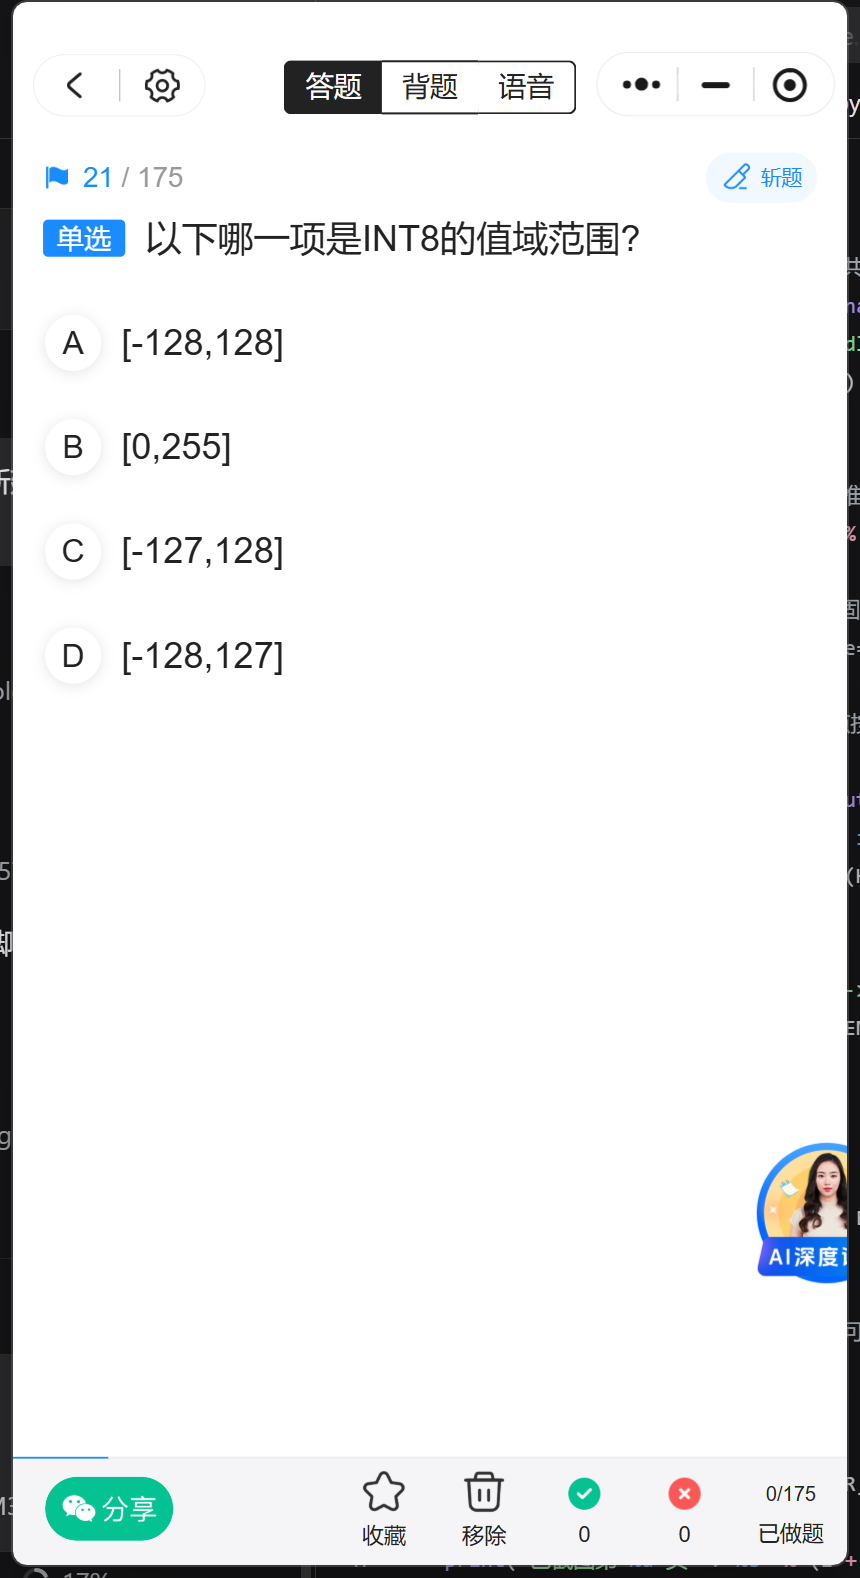 答题 背题 语音
21 / 175
斩题
单选 以下哪一项是INT8的值域范围?
A [-128,128]
B [0,255]
C [-127,128]
D [-128,127]
AI深度
分享
收藏
移除
0
0
0/175
已做题